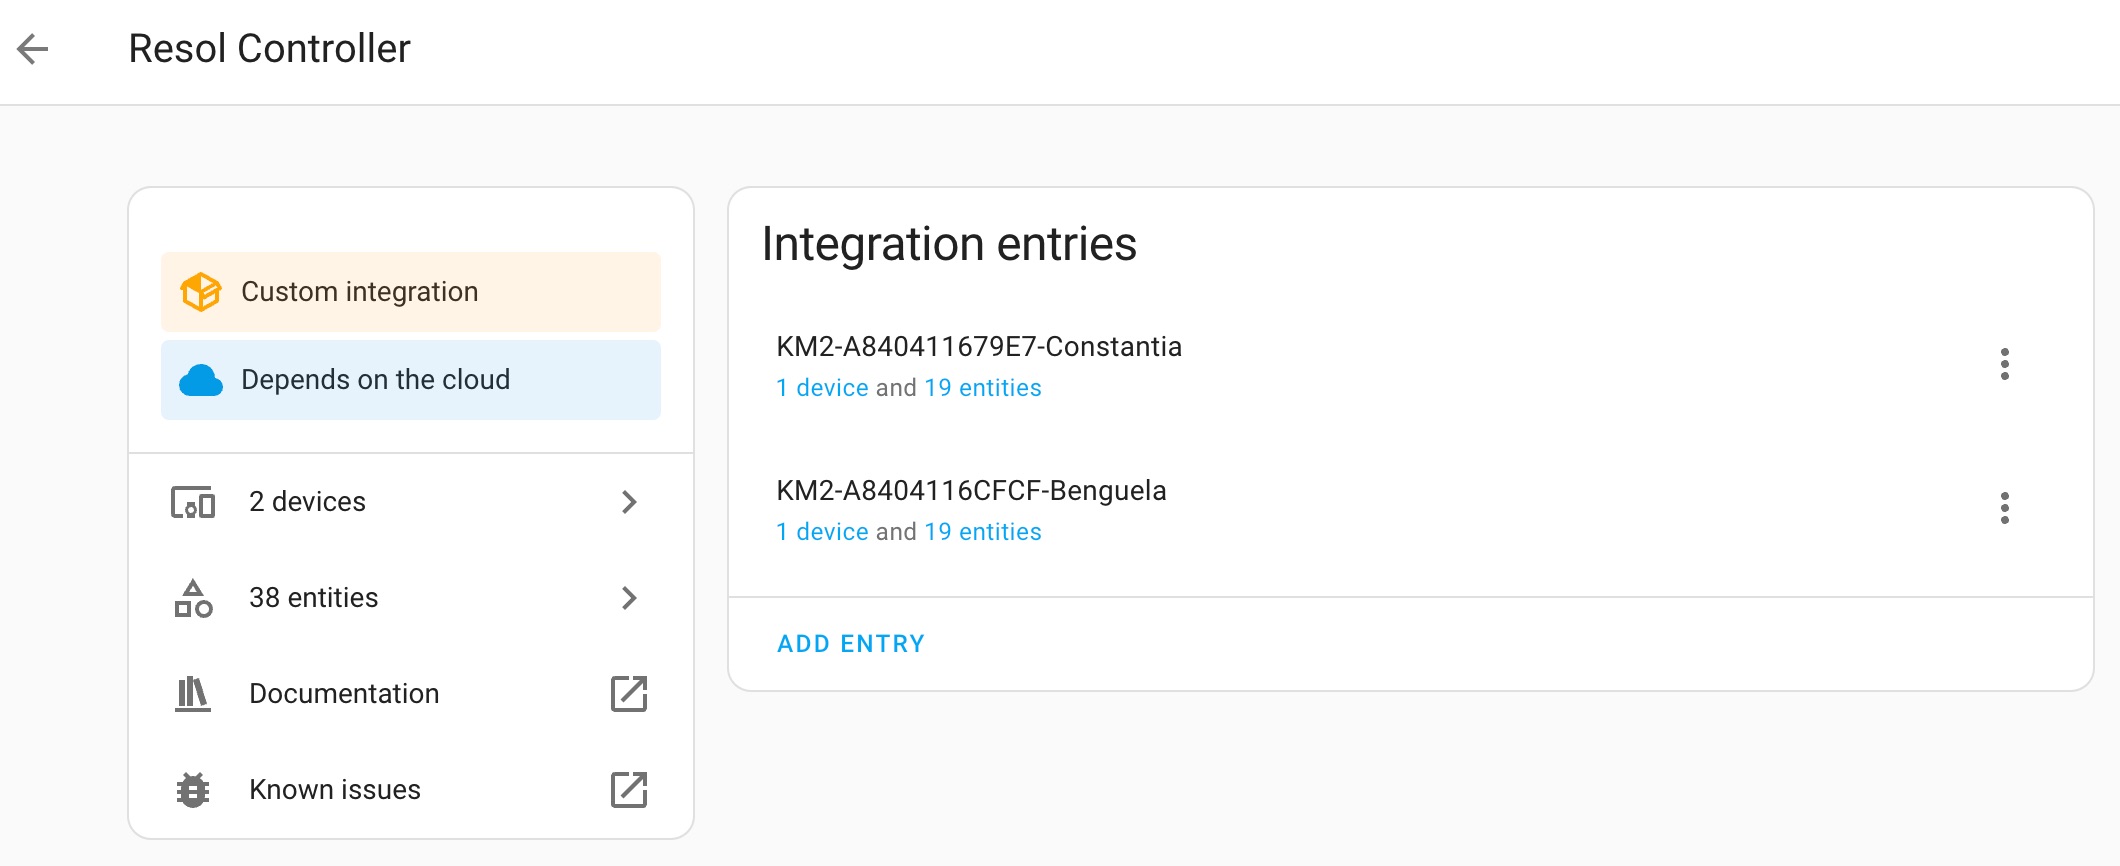 Resol Controller
Custom integration
Depends on the cloud
2 devices
38 entities
Documentation
Known issues
Integration entries
KM2-A840411679E7-Constantia
1 device and 19 entities
KM2-A8404116CFCF-Benguela
1 device and 19 entities
ADD ENTRY